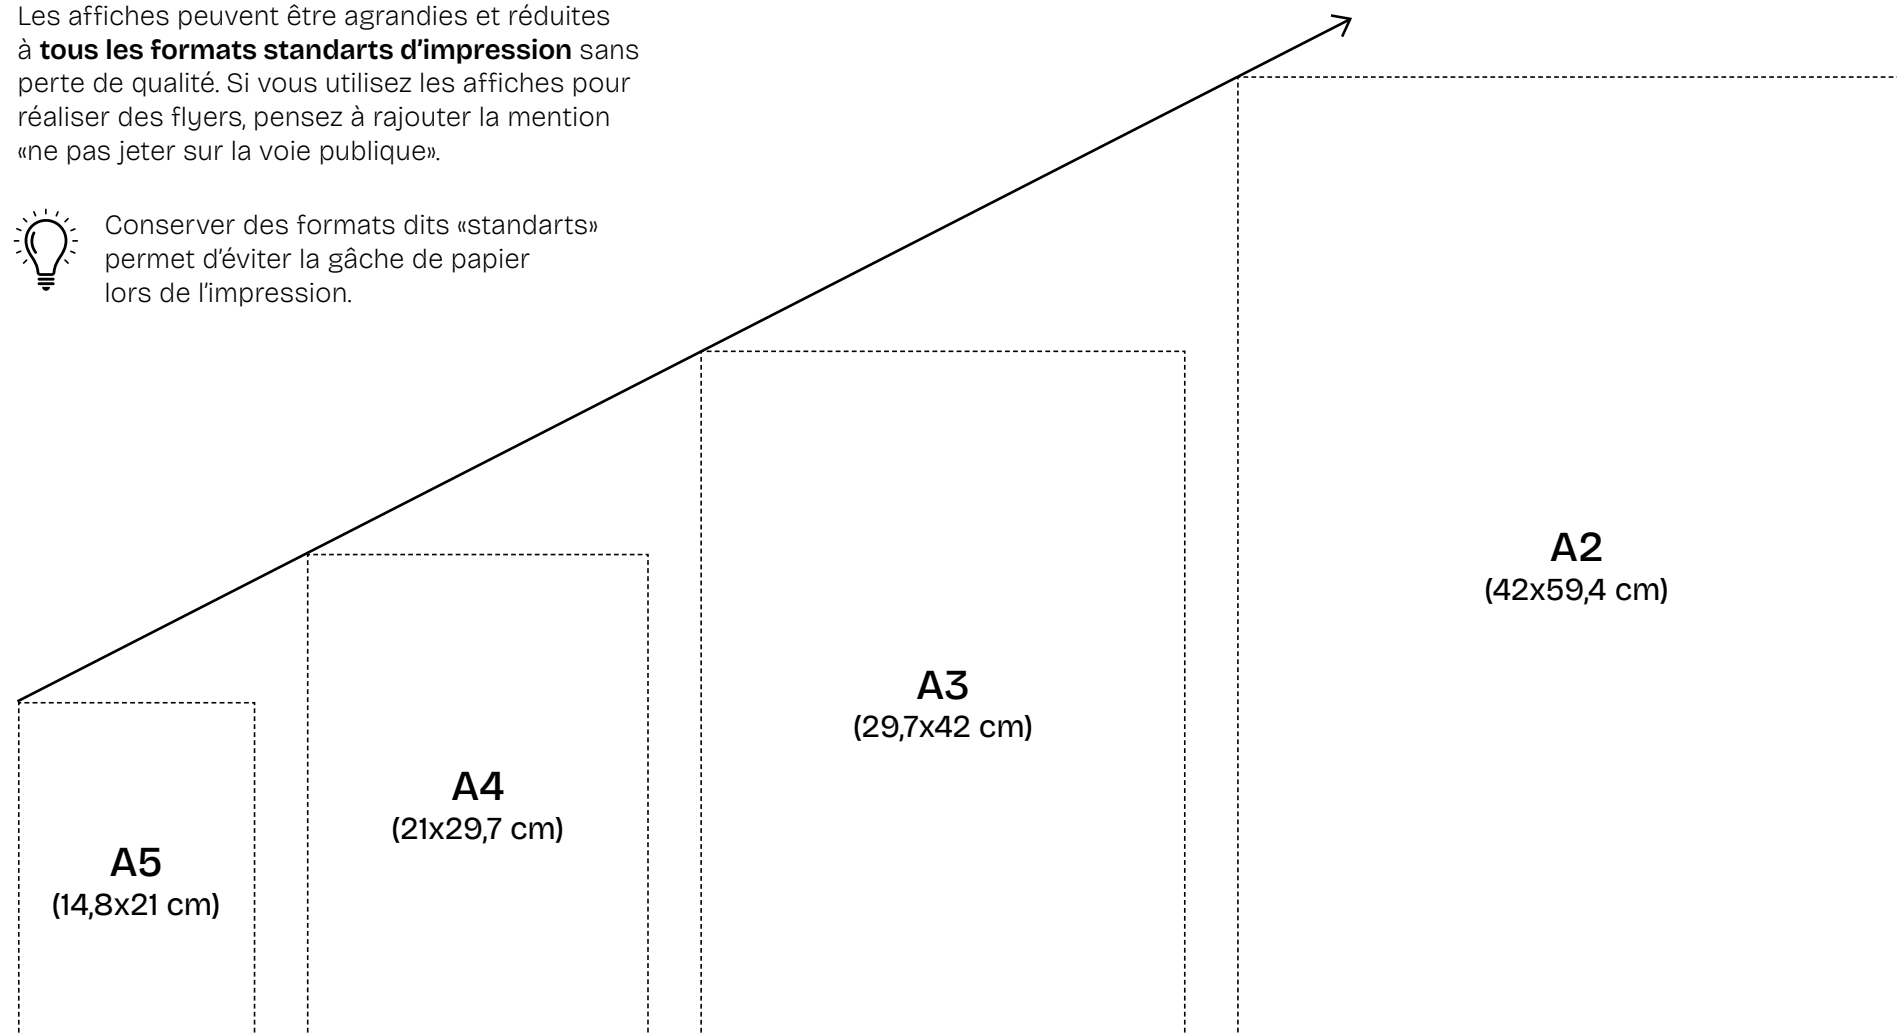 Les affiches peuvent être agrandies et réduites
à tous les formats standarts d’impression sans
perte de qualité. Si vous utilisez les affiches pour
réaliser des flyers, pensez à rajouter la mention
«ne pas jeter sur la voie publique».
Conserver des formats dits «standarts»
permet d’éviter la gâche de papier
lors de l’impression.
A5
(14,8x21 cm)
A4
(21x29,7 cm)
A3
(29,7x42 cm)
A2
(42x59,4 cm)